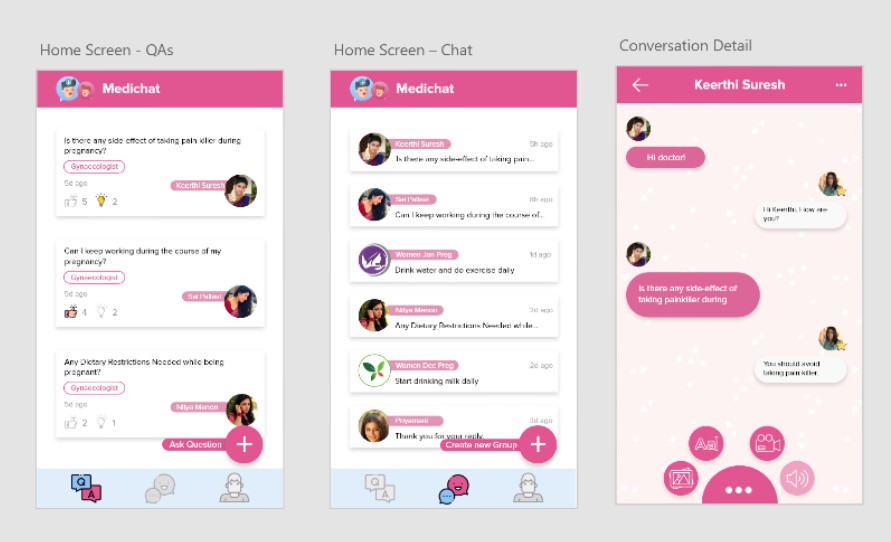 Home Screen - QAs
Medichat
Is there any side effect of taking pain killer during
pregnancy?
Gynaecologist
5d ago
Keerthi Suresh
5
2
Can I keep working during the course of my
pregnancy?
Gynaecologist
5d ago
Sai Pallavi
4
2
Any Dietary Restrictions Needed while being
pregnant?
Gynaecologist
5d ago
Nitya Menon
2
1
Ask Question
+
Q
A
Home Screen – Chat
Medichat
Keerthi Suresh
5h ago
Is there any side-effect of taking pain...
Sai Pallavi
8h ago
Can I keep working during the course of...
Women Jan Preg
1d ago
Drink water and do exercise daily
Nitya Menon
2d ago
Any Dietary Restrictions Needed while...
Women Dec Preg
2d ago
Start drinking milk daily
Priyamani
3d ago
Thank you for your reply.
Create new Group
+
Q
A
Conversation Detail
Keerthi Suresh
Hi doctor!
Hi Keerthi, How are
you?
Is there any side-effect of
taking painkiller during
You should avoid
taking pain killer.
Aa